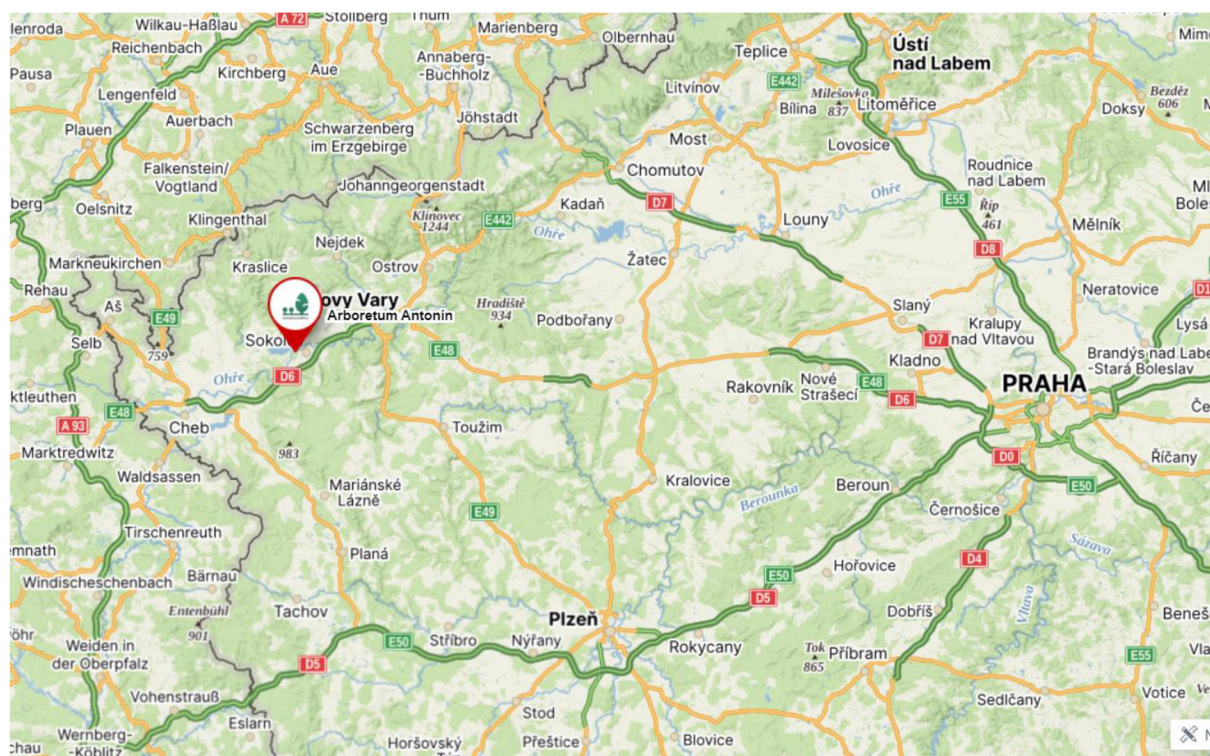 Wilkau-Haßlau
A 72
Stollberg
Thum
Marienberg
Olbernhau
Reichenbach
Pausa
Kirchberg
Aue
Annaberg-
-Buchholz
Teplice
Ústí
nad Labem
E442
Litvínov
Milešovka
837
Bílina
Litoměřice
Doksy
Bezděz
606
Lengenfeld
Auerbach
Plauen
Schwarzenberg
im Erzgebirge
Jöhstadt
Most
Lovosice
Falkenstein/
Vogtland
Chomutov
Roudnice
nad Labem
Johanngeorgenstadt
Oelsnitz
Klingenthal
Klínovec
1244
E442
Kadaň
D7
Ohře
E55
Říp
461
Louny
Mělník
Nejdek
Ohře
D8
Markneukirchen
Kraslice
Ostrov
Žatec
Rehau
Aš
Neratovice
ovy Vary
Arboretum Antonín
Hradiště
934
Podbořany
Slaný
E49
Kralupy
nad Vltavou
Lysá
Selb
759
Sokol
E48
D7
Kladno
Brandýs nad Labe
-Stará Boleslav
Ohře
D6
Rakovník
Nové
Strašecí
E48
D6
PRAHA
E48
A 93
Cheb
Toužim
983
Marktredwitz
Waldsassen
Mariánské
Lázně
Kralovice
Beroun
D0
Říčany
E50
Berounka
Černošice
E49
Tirschenreuth
Planá
Sázava
D4
Windischeschenbach
Bärnau
Hořovice
E50
D5
Entenbühl
901
Tachov
Vltava
Dobříš
Plzeň
Weiden in
der Oberpfalz
E50
Stříbro
Nýřany
Rokycany
Tok
865
Příbram
E55
D5
Vohenstrauß
Sedlčany
Votice
Eslarn
Stod
Wernberg-
-Köblitz
Horšovský
Přeštice
Blovice